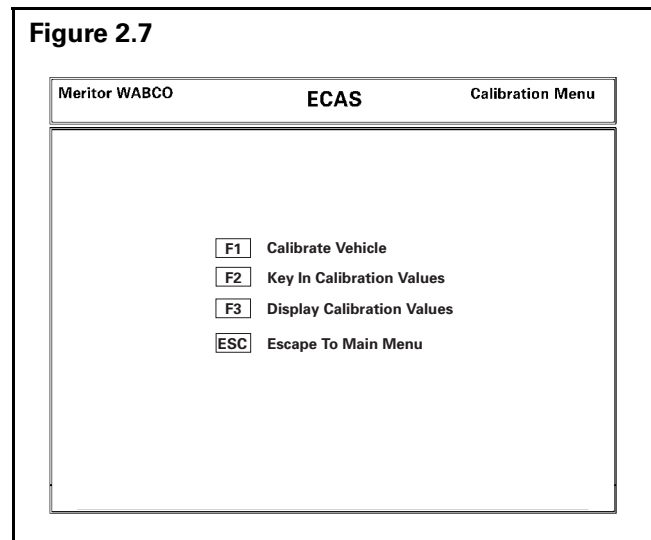 Figure 2.7
Meritor WABCO ECAS Calibration Menu
F1 Calibrate Vehicle
F2 Key In Calibration Values
F3 Display Calibration Values
ESC Escape To Main Menu